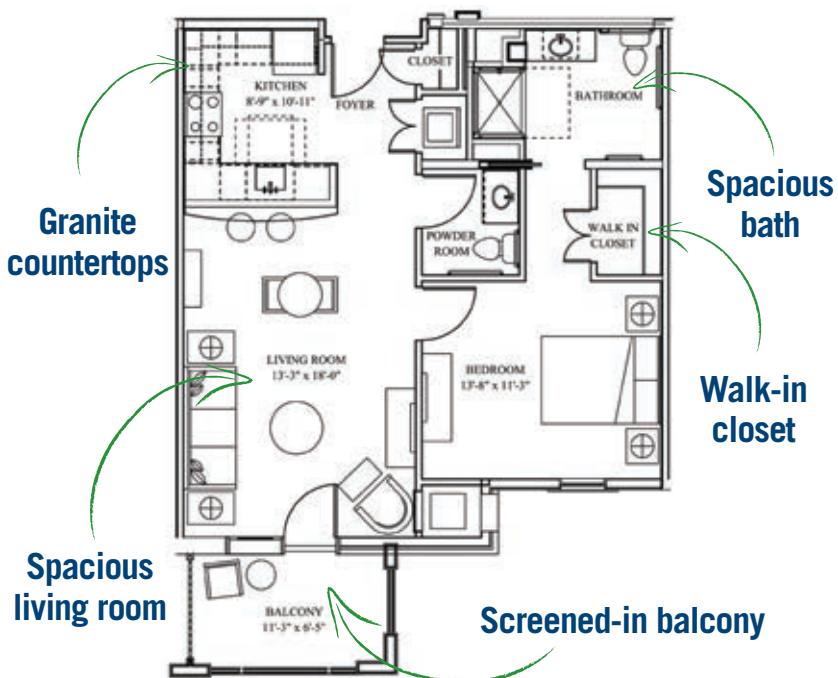 KITCHEN
8'-9" x 10'-11"
FOYER
CLOSET
BATHROOM
Granite
countertops
Spacious
bath
POWDER
ROOM
WALK IN
CLOSET
LIVING ROOM
13'-3" x 18'-0"
BEDROOM
13'-8" x 11'-3"
Walk-in
closet
Spacious
living room
BALCONY
11'-3" x 6'-5"
Screened-in balcony